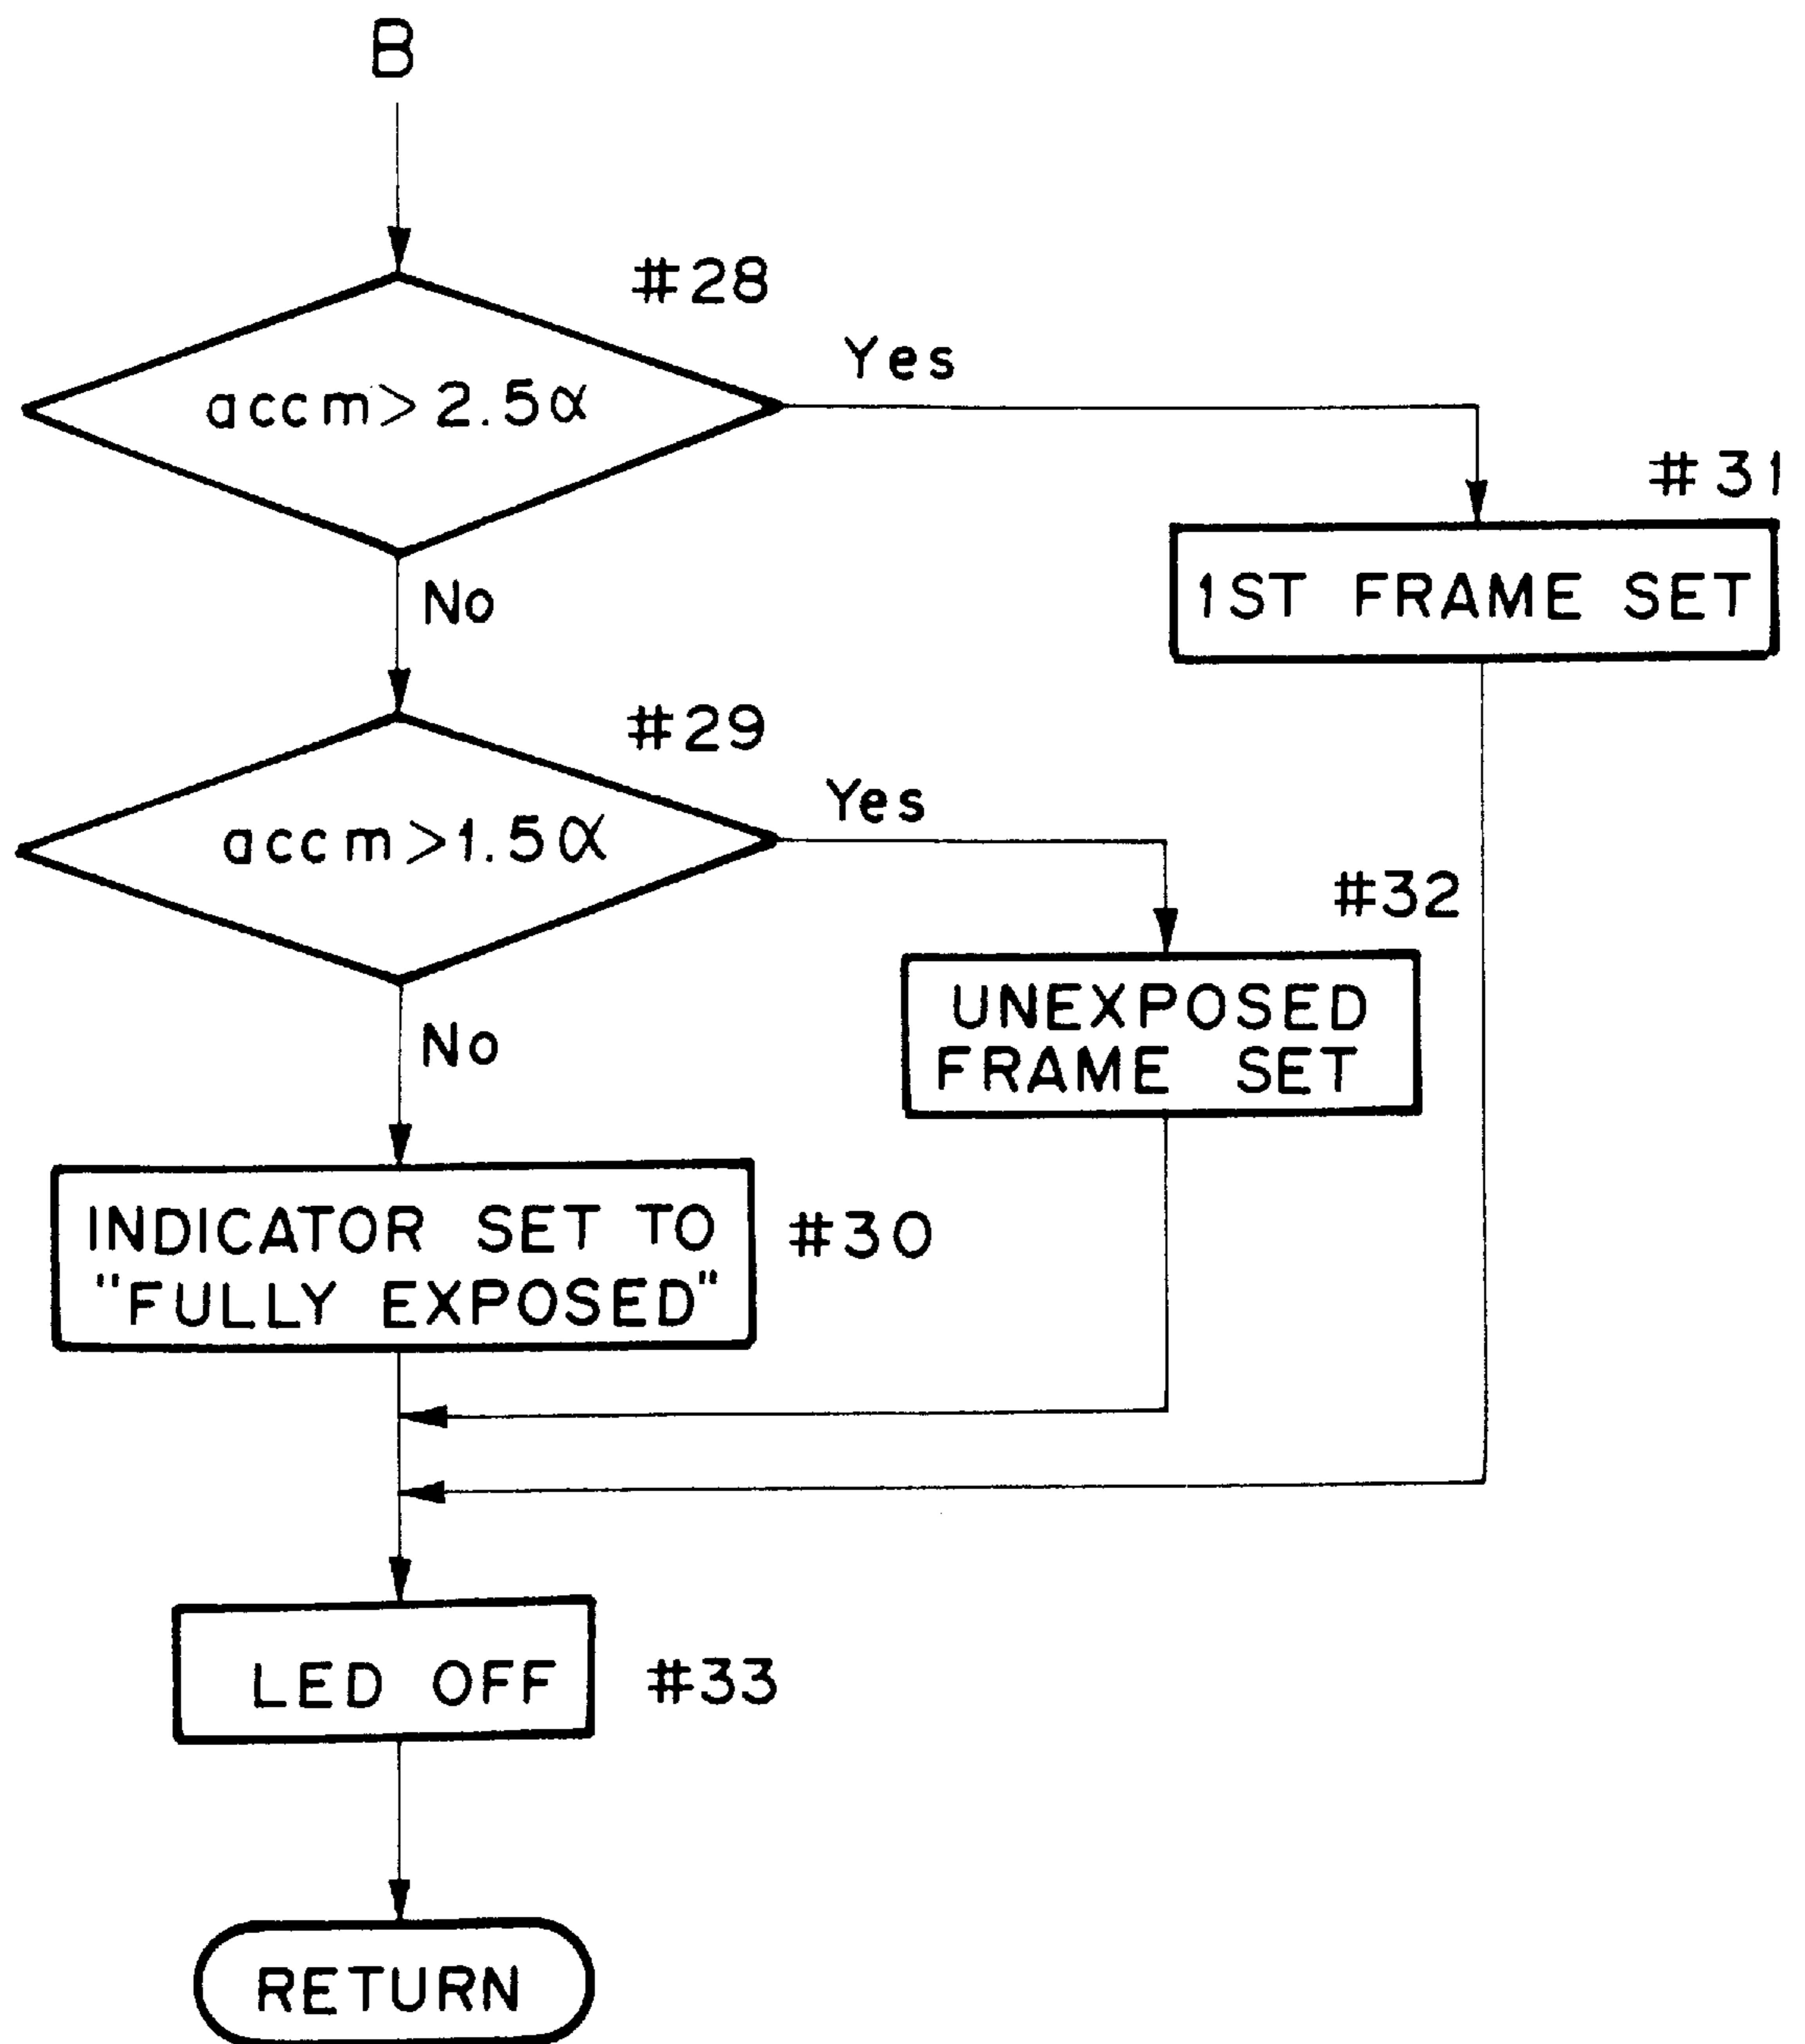 B
#28
accm>2.5α
Yes
#31
1ST FRAME SET
No
#29
accm>1.5α
Yes
#32
UNEXPOSED
FRAME SET
No
INDICATOR SET TO
"FULLY EXPOSED"
#30
LED OFF
#33
RETURN